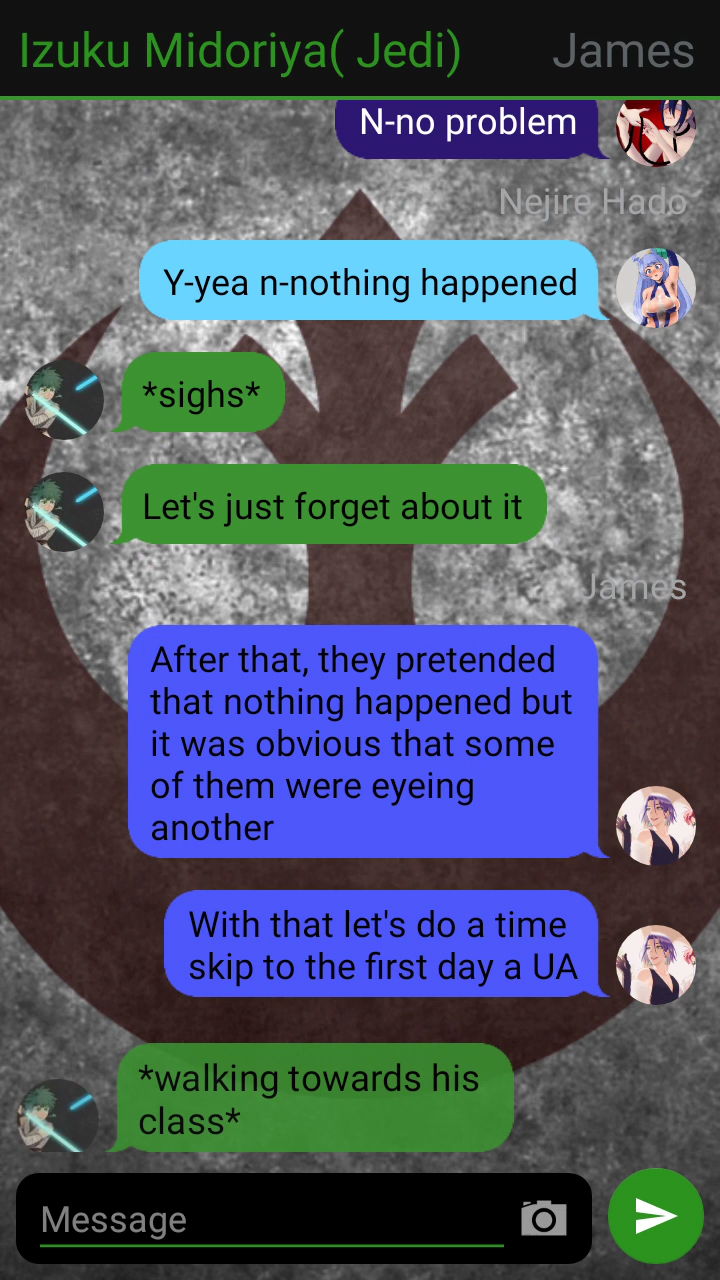 Izuku Midoriya( Jedi) James
N-no problem
Nejire Hado
Y-yea n-nothing happened
*sighs*
Let's just forget about it
James
After that, they pretended
that nothing happened but
it was obvious that some
of them were eyeing
another
With that let's do a time
skip to the first day a UA
*walking towards his
class*
Message